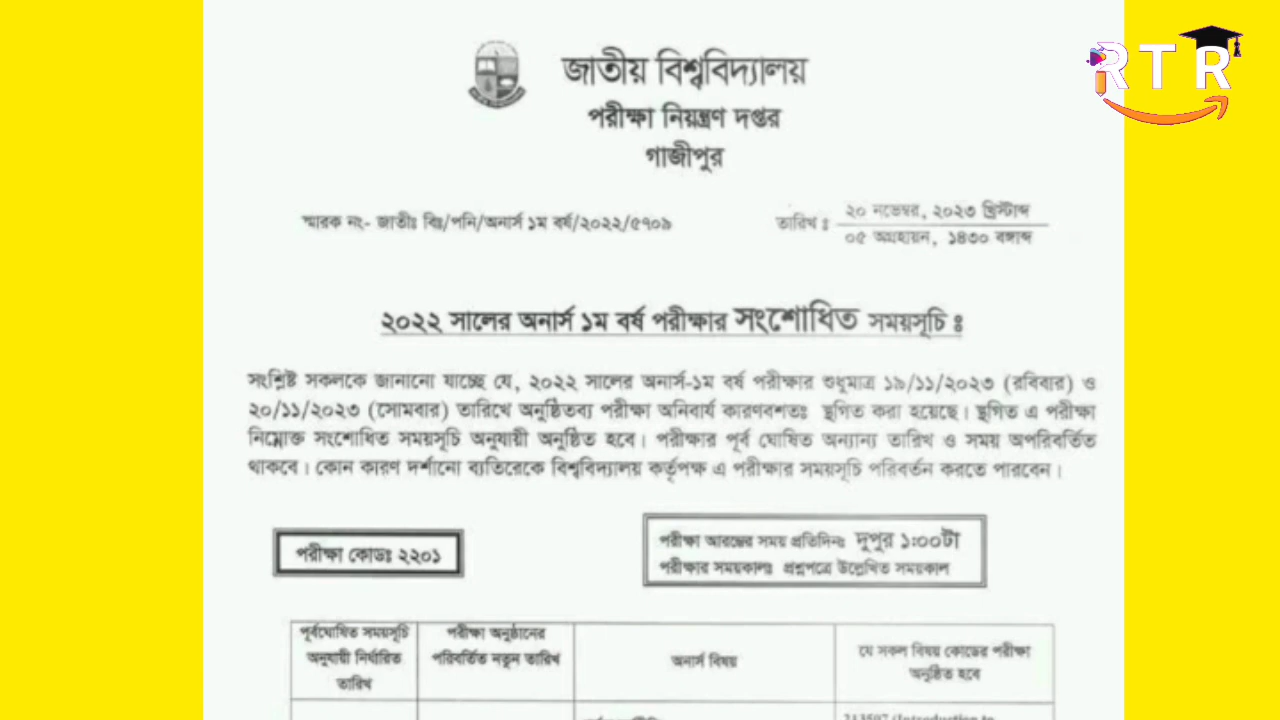 RTR
জাতীয় বিশ্ববিদ্যালয়
পরীক্ষা নিয়ন্ত্রণ দপ্তর
গাজীপুর
স্মারক নং- জাতীঃ বিঃ/পনি/অনার্স ১ম বর্ষ/২০২২/৫৭০৯
তারিখ ঃ ২০ নভেম্বর, ২০২৩ খ্রিস্টাব্দ
০৫ অগ্রহায়ন, ১৪৩০ বঙ্গাব্দ
২০২২ সালের অনার্স ১ম বর্ষ পরীক্ষার সংশোধিত সময়সূচি ঃ
সংশ্লিষ্ট সকলকে জানানো যাচ্ছে যে, ২০২২ সালের অনার্স-১ম বর্ষ পরীক্ষার শুধুমাত্র ১৯/১১/২০২৩ (রবিবার) ও
২০/১১/২০২৩ (সোমবার) তারিখে অনুষ্ঠিতব্য পরীক্ষা অনিবার্য কারণবশতঃ স্থগিত করা হয়েছে। স্থগিত এ পরীক্ষা
নিম্নোক্ত সংশোধিত সময়সূচি অনুযায়ী অনুষ্ঠিত হবে। পরীক্ষার পূর্ব ঘোষিত অন্যান্য তারিখ ও সময় অপরিবর্তিত
থাকবে। কোন কারণ দর্শানো ব্যতিরেকে বিশ্ববিদ্যালয় কর্তৃপক্ষ এ পরীক্ষার সময়সূচি পরিবর্তন করতে পারবেন।
পরীক্ষা কোডঃ ২২০১
পরীক্ষা আরম্ভের সময় প্রতিদিনঃ দুপুর ১:০০টা
পরীক্ষার সময়কালঃ প্রশ্নপত্রে উল্লেখিত সময়কাল
পূর্বঘোষিত সময়সূচি
অনুযায়ী নির্ধারিত
তারিখ
পরীক্ষা অনুষ্ঠানের
পরিবর্তিত নতুন তারিখ
অনার্স বিষয়
যে সকল বিষয় কোডের পরীক্ষা
অনুষ্ঠিত হবে
(Introduction to